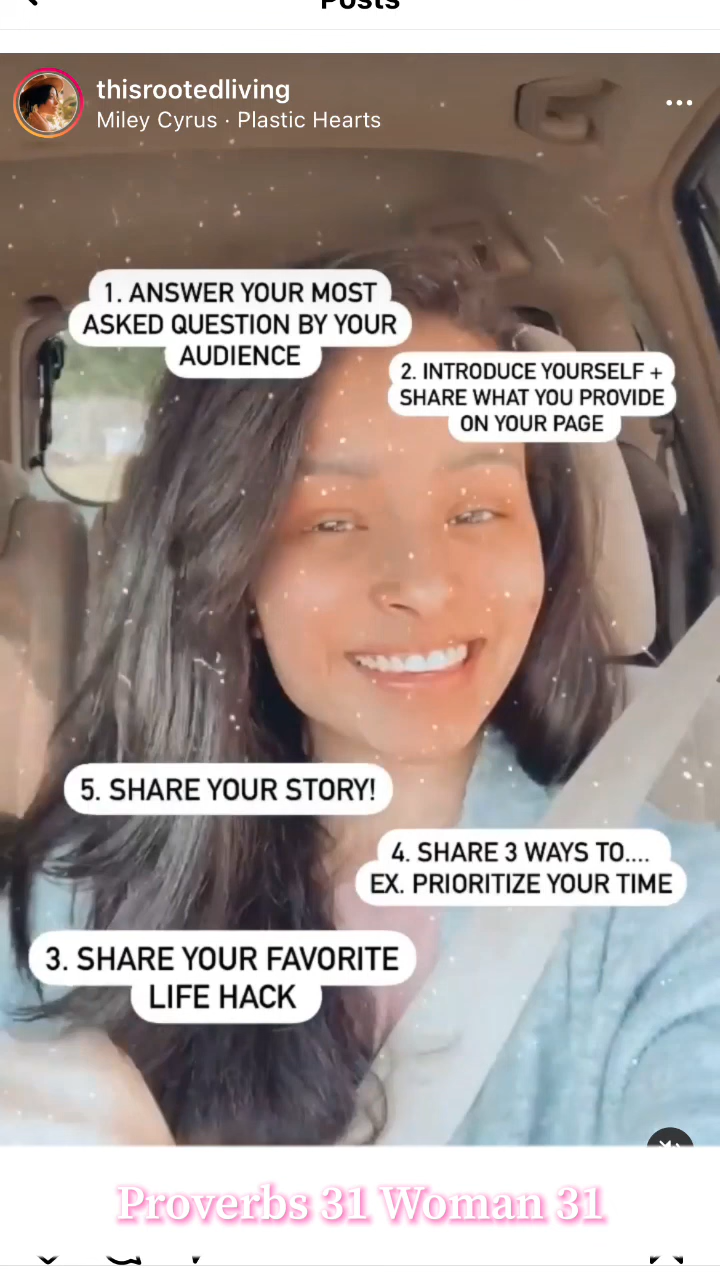 Posts
thisrootedliving
Miley Cyrus · Plastic Hearts
1. ANSWER YOUR MOST
ASKED QUESTION BY YOUR
AUDIENCE
2. INTRODUCE YOURSELF +
SHARE WHAT YOU PROVIDE
ON YOUR PAGE
5. SHARE YOUR STORY!
4. SHARE 3 WAYS TO....
EX. PRIORITIZE YOUR TIME
3. SHARE YOUR FAVORITE
LIFE HACK
Proverbs 31 Woman 31